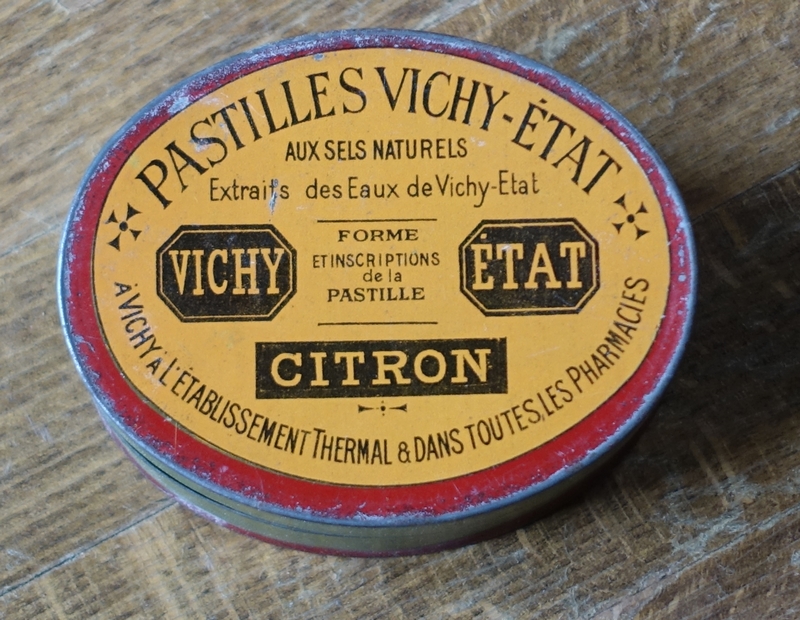 PASTILLES VICHY-ÉTAT
AUX SELS NATURELS
Extraits des Eaux de Vichy-Etat
VICHY
FORME
ET INSCRIPTIONS
de la
PASTILLE
ÉTAT
CITRON
À VICHY À L'ÉTABLISSEMENT THERMAL & DANS TOUTES LES PHARMACIES